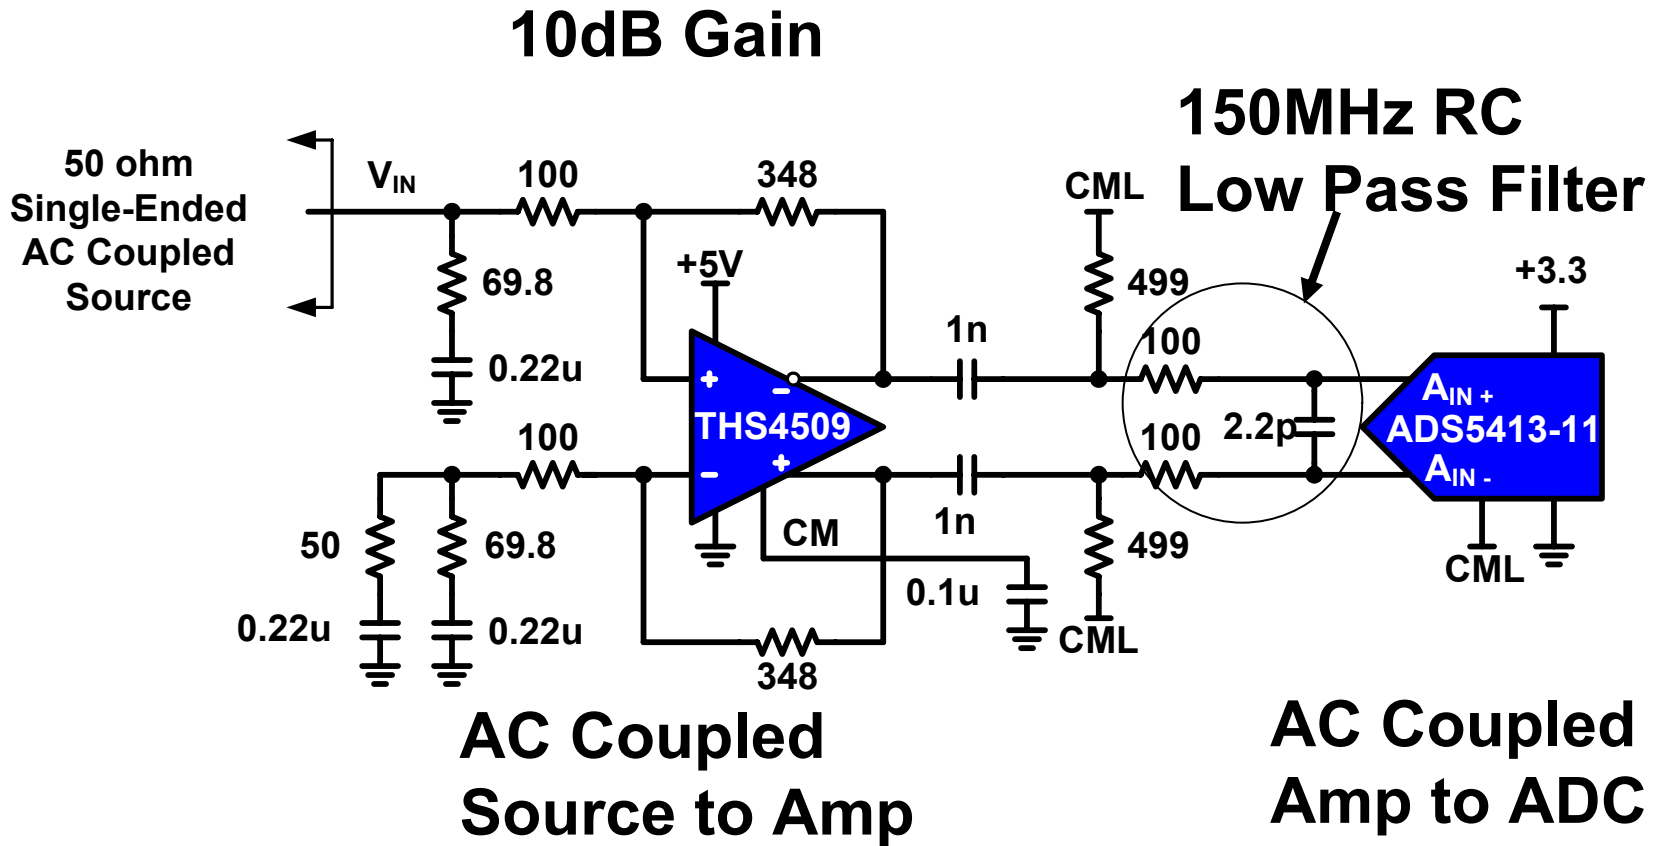 10dB Gain
150MHz RC
Low Pass Filter
50 ohm
Single-Ended
AC Coupled
Source
VIN
100
348
CML
69.8
+5V
499
+3.3
0.22u
1n
100
+
-
AIN +
THS4509
ADS5413-11
100
100
2.2p
-
+
AIN -
50
69.8
CM
1n
499
CML
0.1u
0.22u
0.22u
CML
348
AC Coupled
Source to Amp
AC Coupled
Amp to ADC